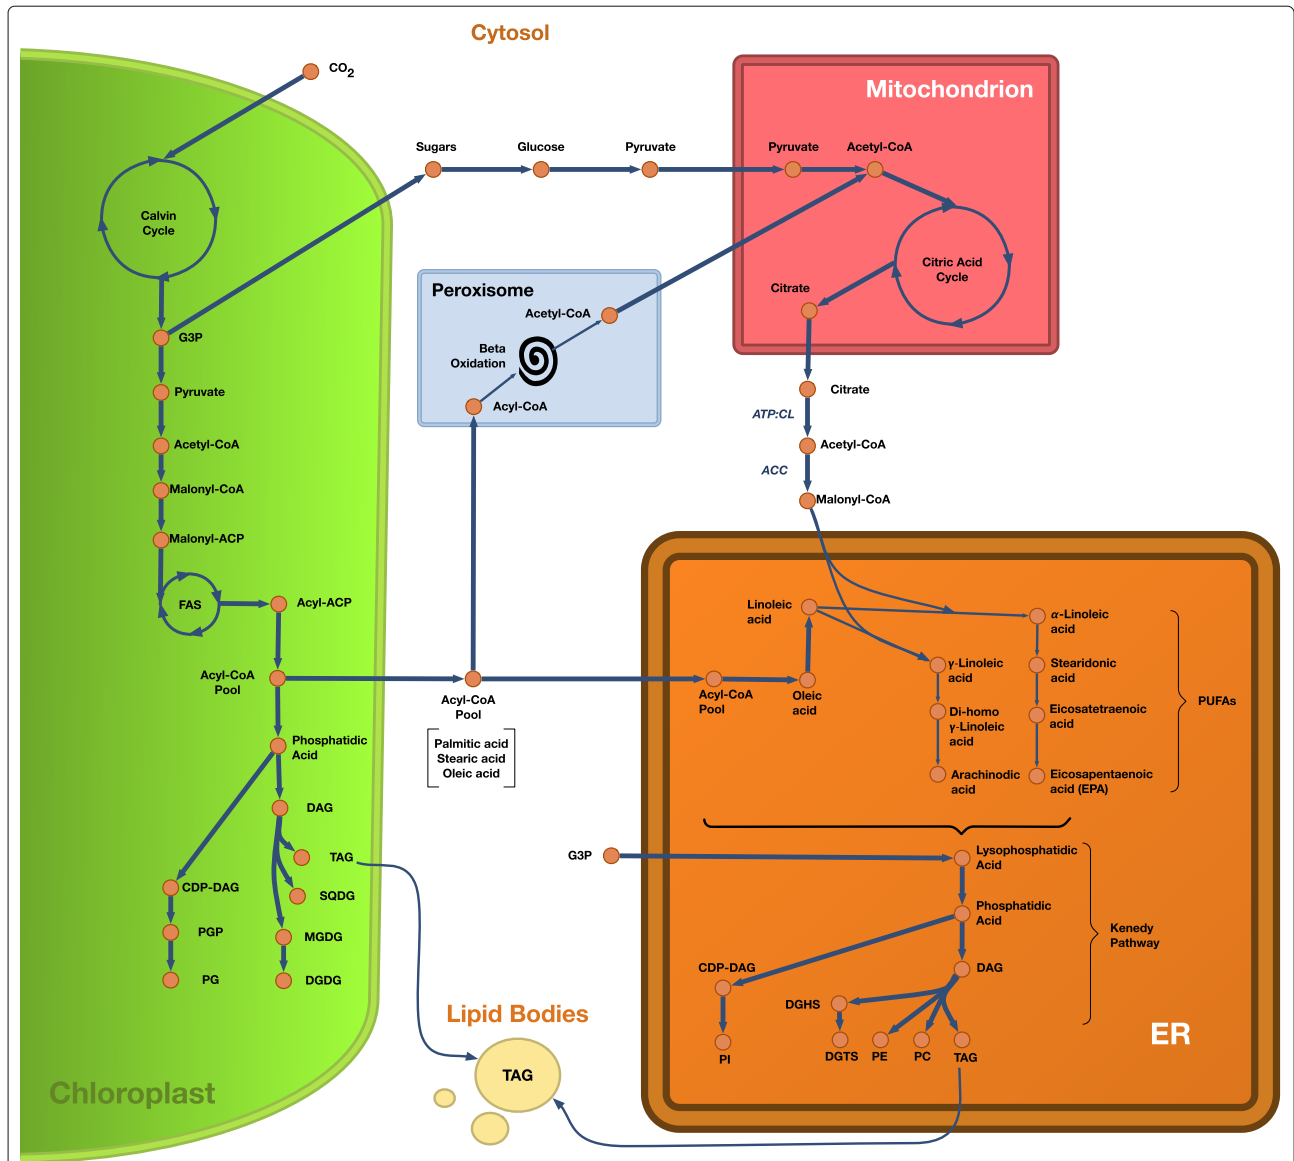 Cytosol
CO2
Mitochondrion
Sugars
Glucose
Pyruvate
Pyruvate
Acetyl-CoA
Calvin
Cycle
Citric Acid
Cycle
Peroxisome
Citrate
Acetyl-CoA
G3P
Beta
Oxidation
Pyruvate
Citrate
Acyl-CoA
ATP:CL
Acetyl-CoA
Acetyl-CoA
ACC
Malonyl-CoA
Malonyl-CoA
Malonyl-ACP
FAS
Acyl-ACP
Linoleic
acid
α-Linoleic
acid
Acyl-CoA
Pool
Acyl-CoA
Pool
Palmitic acid
Stearic acid
Oleic acid
Acyl-CoA
Pool
Oleic
acid
γ-Linoleic
acid
Stearidonic
acid
PUFAs
Di-homo
γ-Linoleic
acid
Eicosatetraenoic
acid
Arachinodic
acid
Eicosapentaenoic
acid (EPA)
Phosphatidic
Acid
DAG
TAG
CDP-DAG
SQDG
PGP
MGDG
PG
DGDG
G3P
Lysophosphatidic
Acid
Phosphatidic
Acid
Kenedy
Pathway
CDP-DAG
DAG
DGHS
PI
DGTS
PE
PC
TAG
ER
Lipid Bodies
TAG
Chloroplast